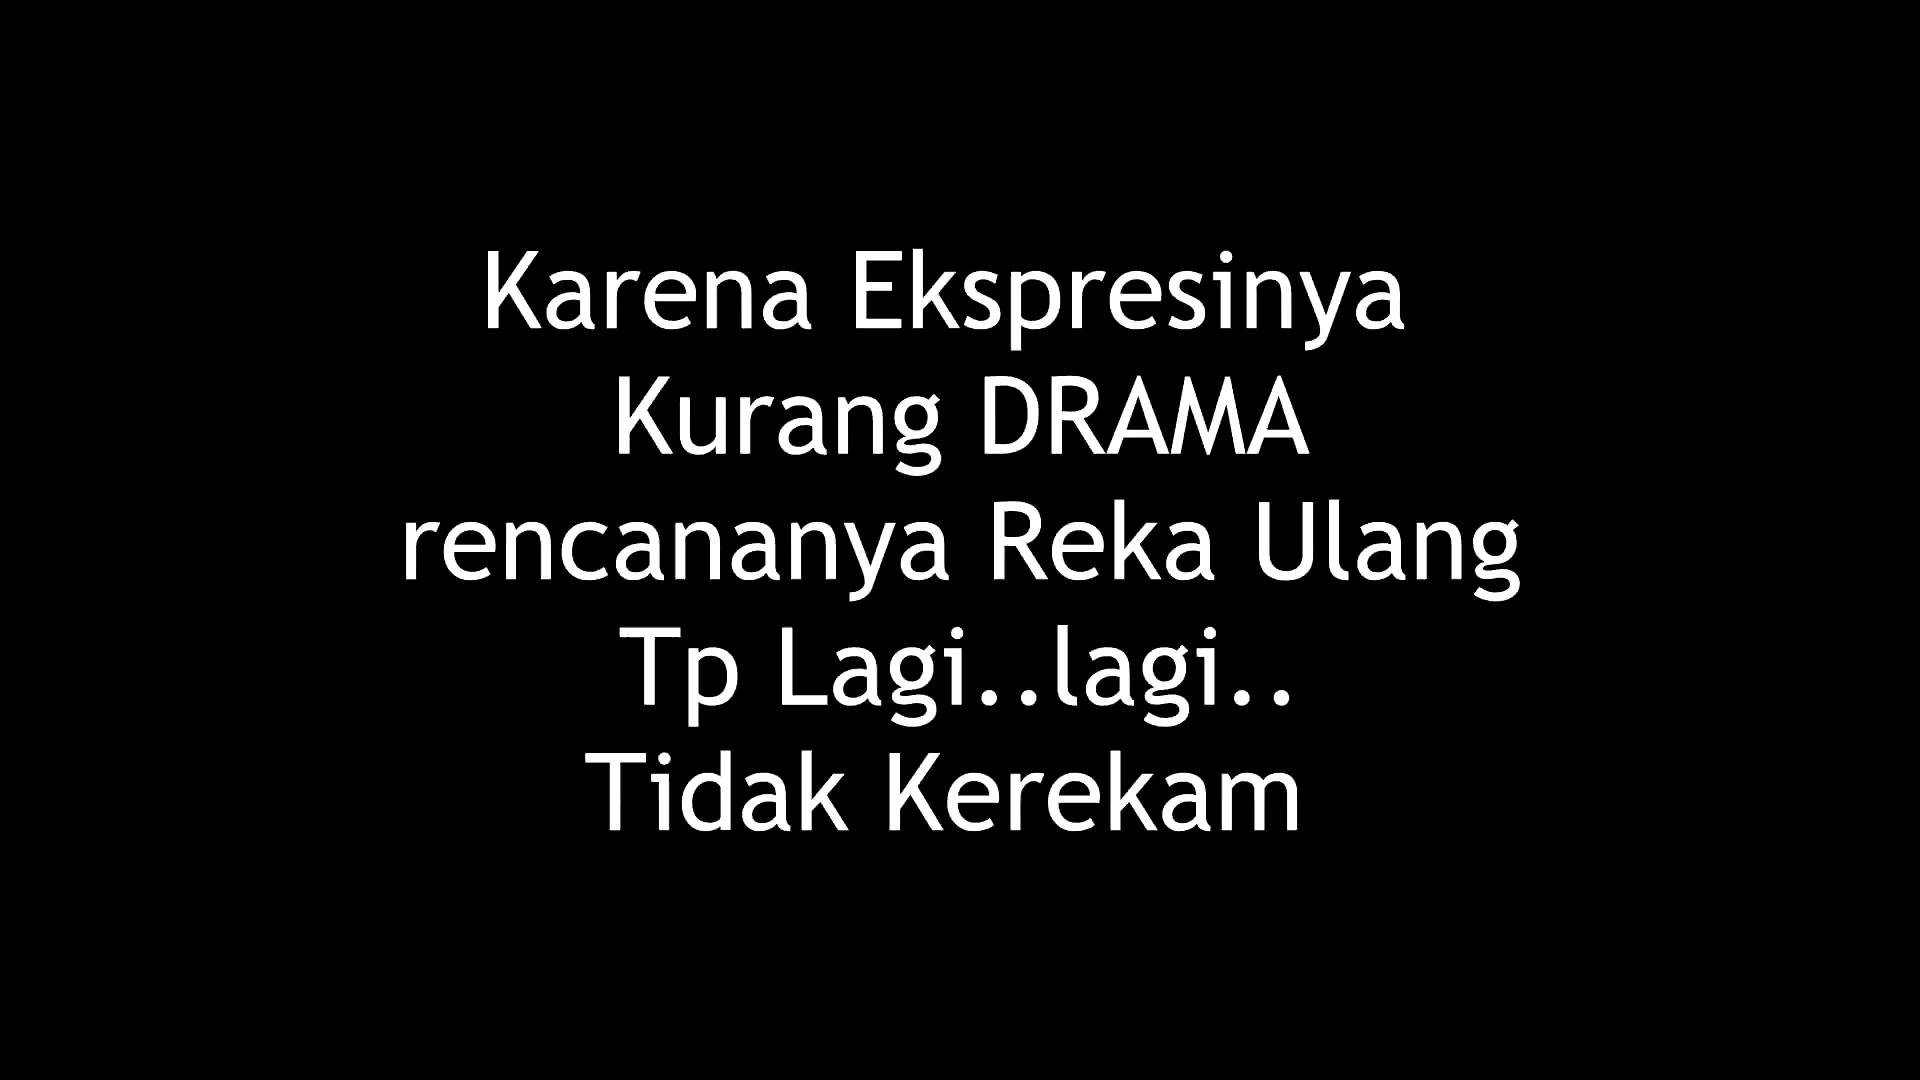 Karena Ekspresinya
Kurang DRAMA
rencananya Reka Ulang
Tp Lagi..lagi..
Tidak Kerekam